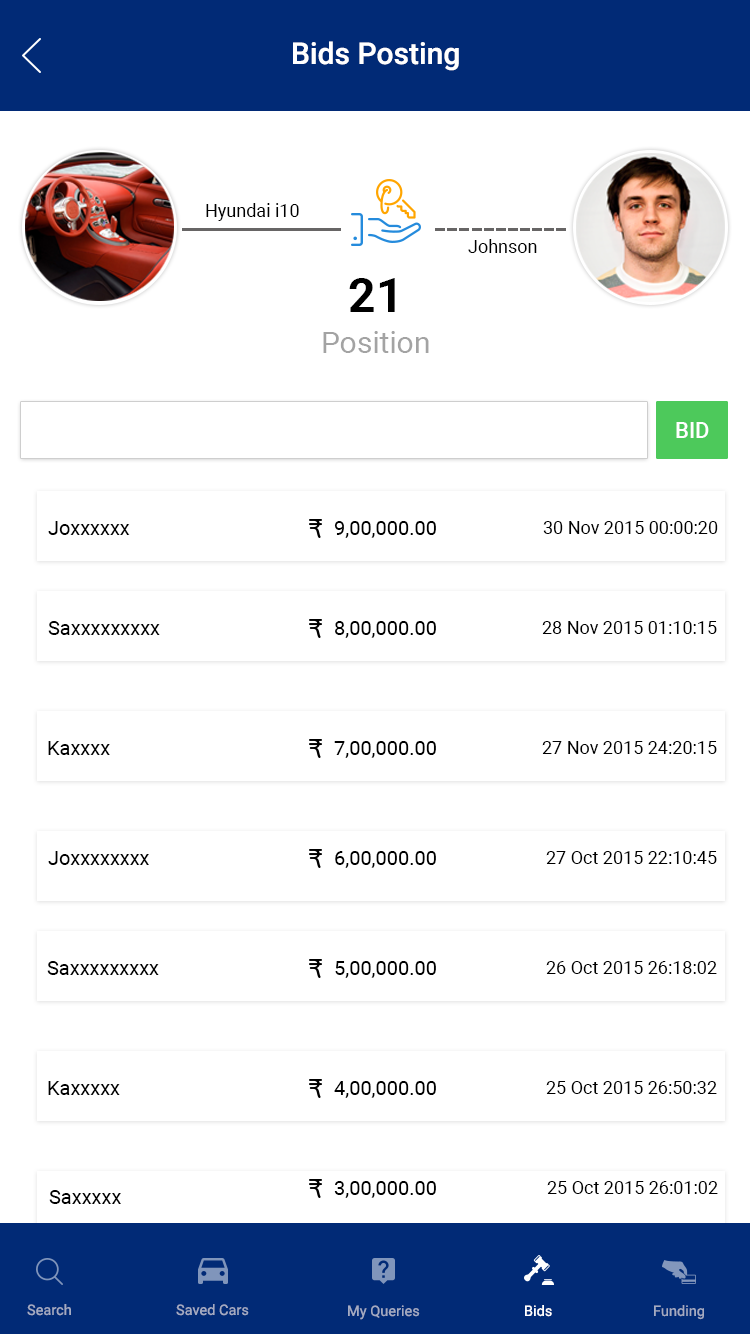 Bids Posting
Hyundai i10
Johnson
21
Position
BID
Joxxxxxx ₹ 9,00,000.00 30 Nov 2015 00:00:20
Saxxxxxxxxx ₹ 8,00,000.00 28 Nov 2015 01:10:15
Kaxxxx ₹ 7,00,000.00 27 Nov 2015 24:20:15
Joxxxxxxxx ₹ 6,00,000.00 27 Oct 2015 22:10:45
Saxxxxxxxxx ₹ 5,00,000.00 26 Oct 2015 26:18:02
Kaxxxxx ₹ 4,00,000.00 25 Oct 2015 26:50:32
Saxxxxx ₹ 3,00,000.00 25 Oct 2015 26:01:02
Search Saved Cars My Queries Bids Funding